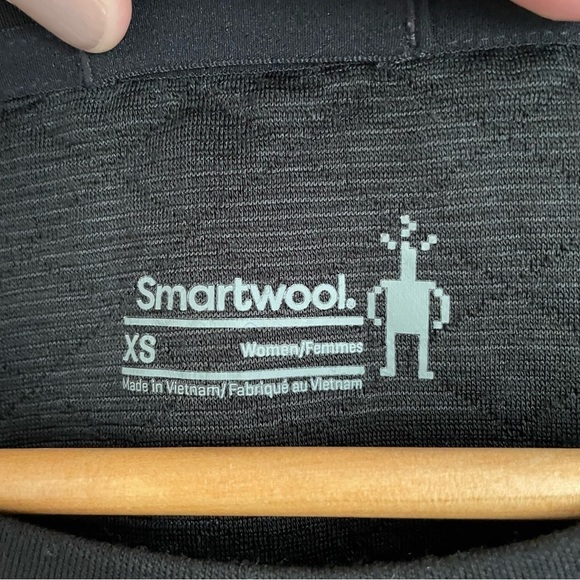 Smartwool.
XS Women/Femmes
Made in Vietnam/Fabriqué au Vietnam